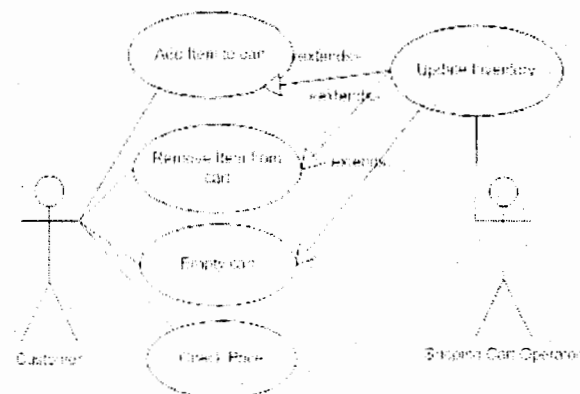 Add Item to cart
<<extends>>
Update Inventory
<<extends>>
Remove Item from
cart
<<extends>>
Empty cart
Customer
Check Price
Cart Operator